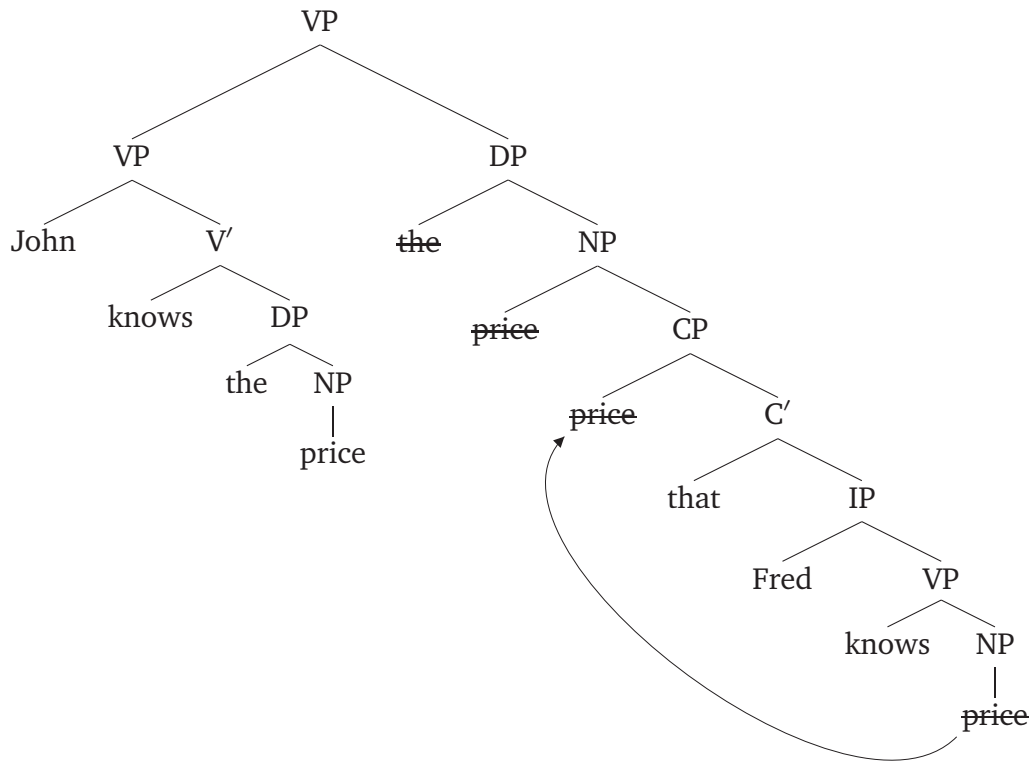 VP
VP DP
John V′ the NP
knows DP price CP
the NP price C′
price that IP
Fred VP
knows NP
price